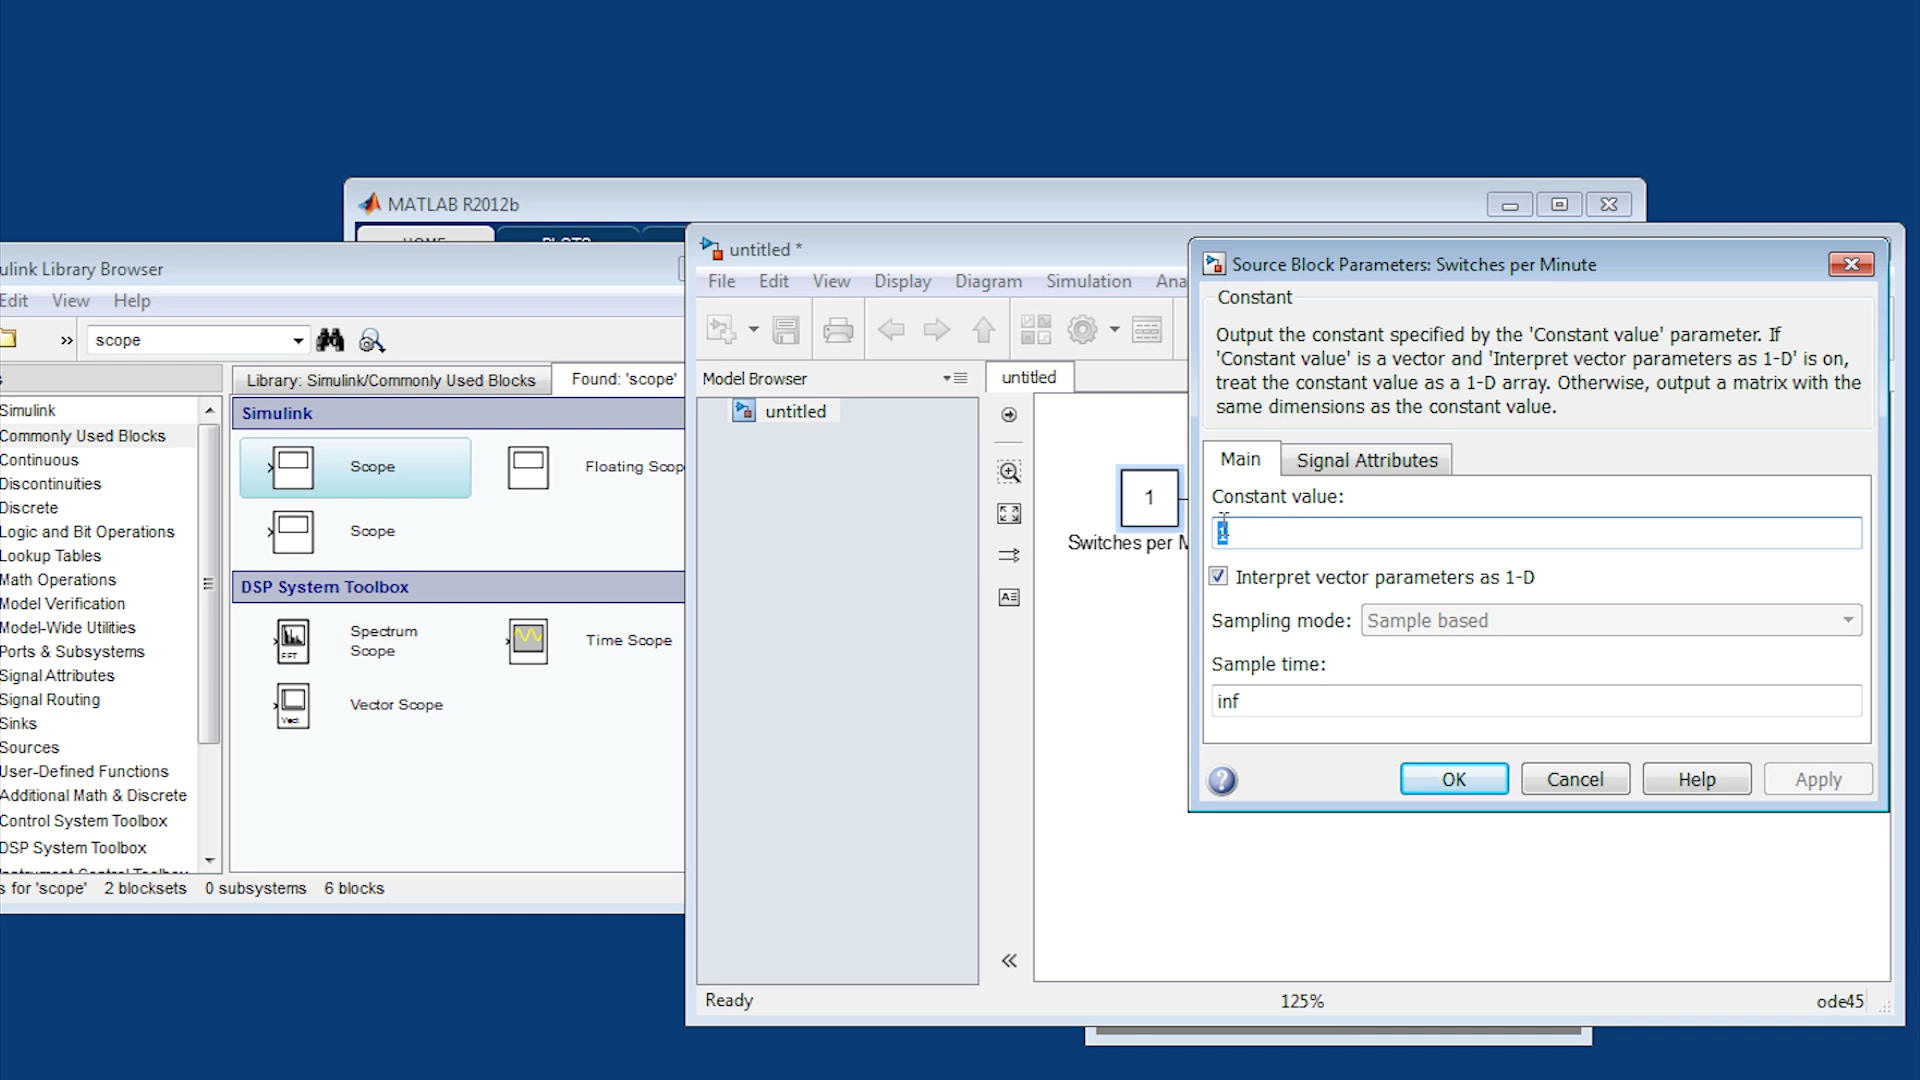 MATLAB R2012b
HOME
PLOTS
ulink Library Browser
Edit View Help
»
scope
Library: Simulink/Commonly Used Blocks
Found: 'scope'
Simulink
Commonly Used Blocks
Continuous
Discontinuities
Discrete
Logic and Bit Operations
Lookup Tables
Math Operations
Model Verification
Model-Wide Utilities
Ports & Subsystems
Signal Attributes
Signal Routing
Sinks
Sources
User-Defined Functions
Additional Math & Discrete
Control System Toolbox
DSP System Toolbox
Instrument Control Toolbox
Simulink
Scope
Floating Scop
Scope
DSP System Toolbox
FFT
Spectrum
Scope
Time Scope
Vect
Vector Scope
s for 'scope' 2 blocksets 0 subsystems 6 blocks
untitled *
File Edit View Display Diagram Simulation Ana
Model Browser
untitled
untitled
A
1
Switches per M
«
Ready
125%
ode45
Source Block Parameters: Switches per Minute
Constant
Output the constant specified by the 'Constant value' parameter. If
'Constant value' is a vector and 'Interpret vector parameters as 1-D' is on,
treat the constant value as a 1-D array. Otherwise, output a matrix with the
same dimensions as the constant value.
Main
Signal Attributes
Constant value:
1
Interpret vector parameters as 1-D
Sampling mode: Sample based
Sample time:
inf
?
OK Cancel Help Apply